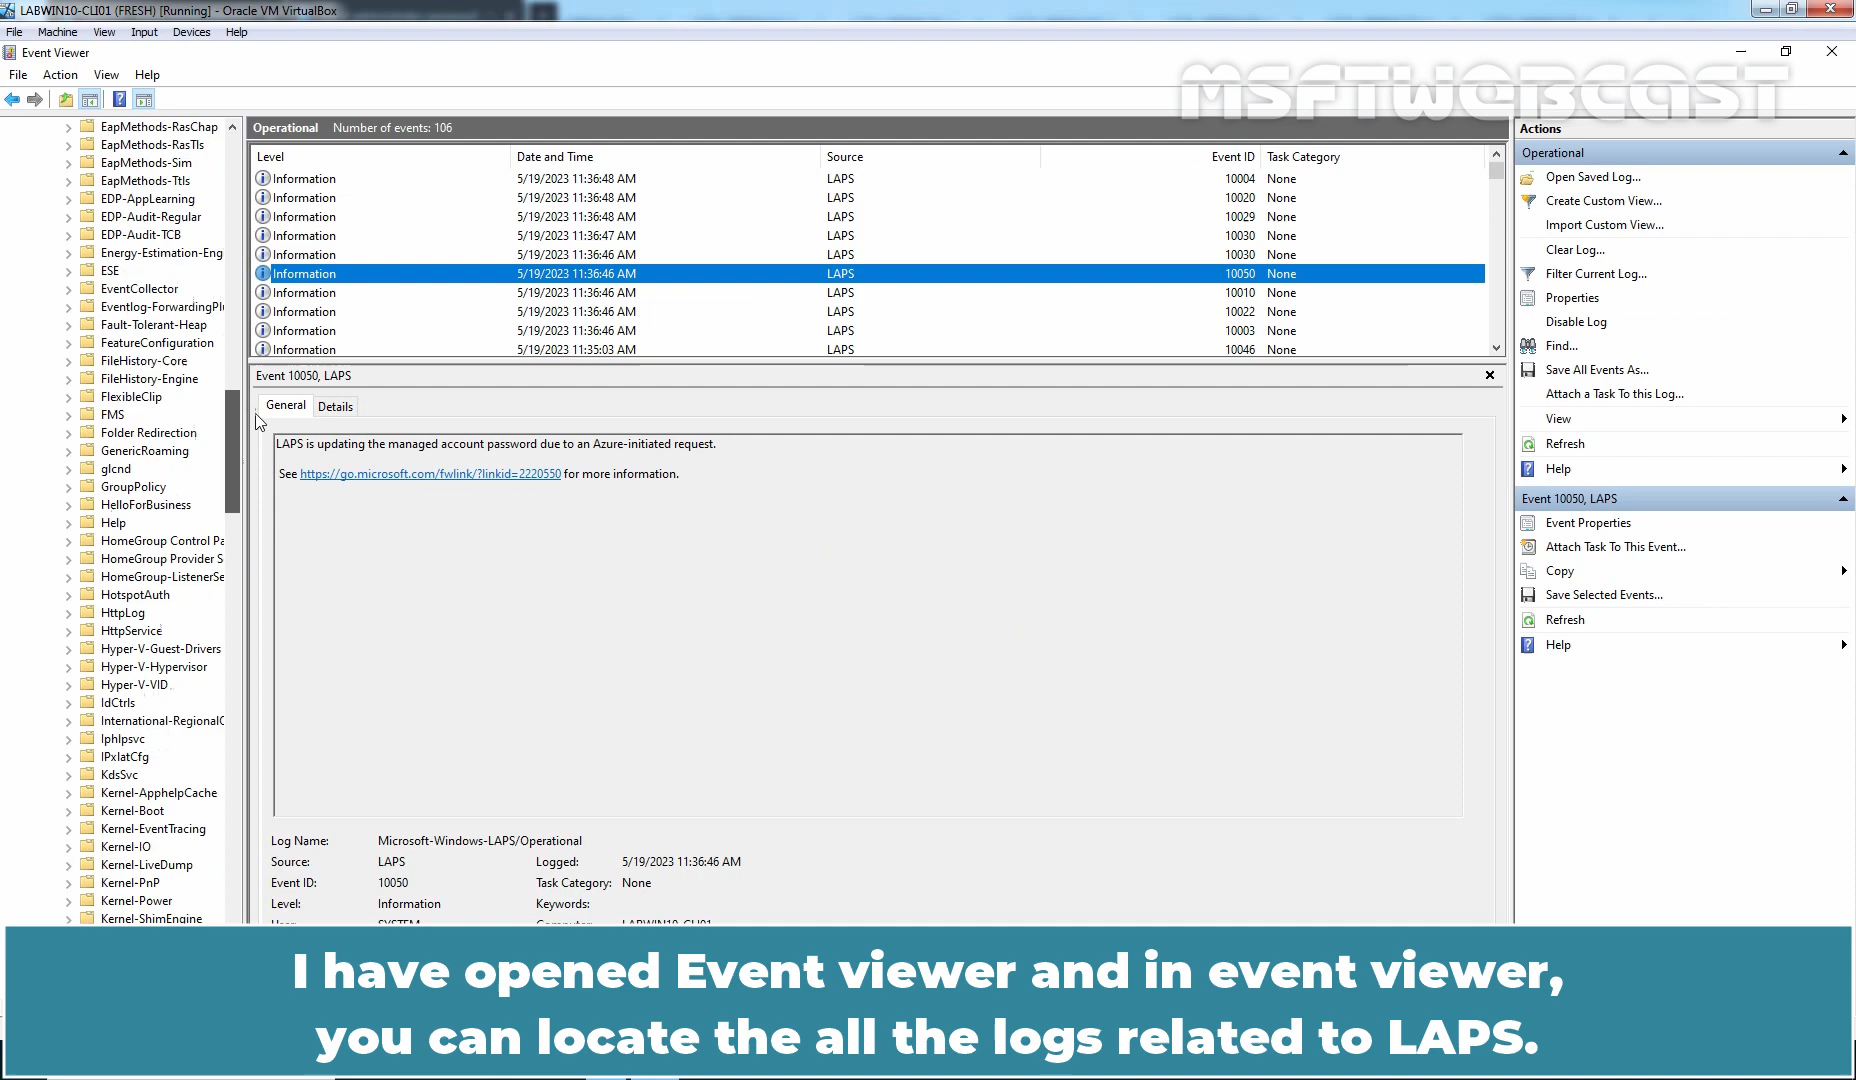 LABWIN10-CLI01 (FRESH) [Running] - Oracle VM VirtualBox
File Machine View Input Devices Help
Event Viewer
File Action View Help
MSFTWEBCAST
EapMethods-RasChap
EapMethods-RasTls
EapMethods-Sim
EapMethods-Ttls
EDP-AppLearning
EDP-Audit-Regular
EDP-Audit-TCB
Energy-Estimation-Eng
ESE
EventCollector
Eventlog-ForwardingPlu
Fault-Tolerant-Heap
FeatureConfiguration
FileHistory-Core
FileHistory-Engine
FlexibleClip
FMS
Folder Redirection
GenericRoaming
glcnd
GroupPolicy
HelloForBusiness
Help
HomeGroup Control Pa
HomeGroup Provider S
HomeGroup-ListenerSe
HotspotAuth
HttpLog
HttpService
Hyper-V-Guest-Drivers
Hyper-V-Hypervisor
Hyper-V-VID
IdCtrls
International-RegionalC
Iphlpsvc
IPxlatCfg
KdsSvc
Kernel-ApphelpCache
Kernel-Boot
Kernel-EventTracing
Kernel-IO
Kernel-LiveDump
Kernel-PnP
Kernel-Power
Kernel-ShimEngine
Operational Number of events: 106
Level Date and Time Source Event ID Task Category
Information 5/19/2023 11:36:48 AM LAPS 10004 None
Information 5/19/2023 11:36:48 AM LAPS 10020 None
Information 5/19/2023 11:36:48 AM LAPS 10029 None
Information 5/19/2023 11:36:47 AM LAPS 10030 None
Information 5/19/2023 11:36:46 AM LAPS 10030 None
Information 5/19/2023 11:36:46 AM LAPS 10050 None
Information 5/19/2023 11:36:46 AM LAPS 10010 None
Information 5/19/2023 11:36:46 AM LAPS 10022 None
Information 5/19/2023 11:36:46 AM LAPS 10003 None
Information 5/19/2023 11:35:03 AM LAPS 10046 None
Event 10050, LAPS
General Details
LAPS is updating the managed account password due to an Azure-initiated request.
See https://go.microsoft.com/fwlink/?linkid=2220550 for more information.
Log Name: Microsoft-Windows-LAPS/Operational
Source: LAPS Logged: 5/19/2023 11:36:46 AM
Event ID: 10050 Task Category: None
Level: Information Keywords:
Actions
Operational
Open Saved Log...
Create Custom View...
Import Custom View...
Clear Log...
Filter Current Log...
Properties
Disable Log
Find...
Save All Events As...
Attach a Task To this Log...
View
Refresh
Help
Event 10050, LAPS
Event Properties
Attach Task To This Event...
Copy
Save Selected Events...
Refresh
Help
I have opened Event viewer and in event viewer,
you can locate the all the logs related to LAPS.